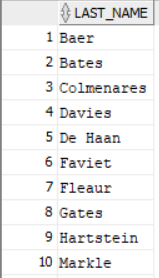 LAST_NAME
1 Baer
2 Bates
3 Colmenares
4 Davies
5 De Haan
6 Faviet
7 Fleaur
8 Gates
9 Hartstein
10 Markle